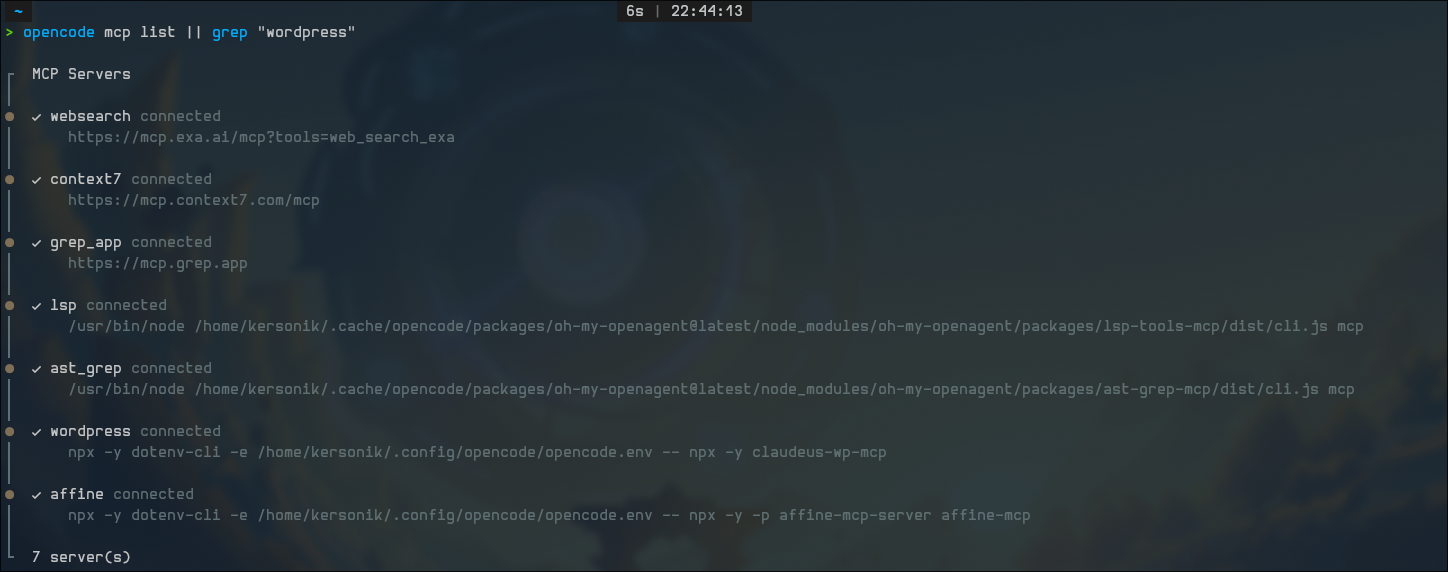 ~ 6s | 22:44:13
> opencode mcp list || grep "wordpress"
MCP Servers
✓ websearch connected
https://mcp.exa.ai/mcp?tools=web_search_exa
✓ context7 connected
https://mcp.context7.com/mcp
✓ grep_app connected
https://mcp.grep.app
✓ lsp connected
/usr/bin/node /home/kersonik/.cache/opencode/packages/oh-my-openagent@latest/node_modules/oh-my-openagent/packages/lsp-tools-mcp/dist/cli.js mcp
✓ ast_grep connected
/usr/bin/node /home/kersonik/.cache/opencode/packages/oh-my-openagent@latest/node_modules/oh-my-openagent/packages/ast-grep-mcp/dist/cli.js mcp
✓ wordpress connected
npx -y dotenv-cli -e /home/kersonik/.config/opencode/opencode.env -- npx -y claudeus-wp-mcp
✓ affine connected
npx -y dotenv-cli -e /home/kersonik/.config/opencode/opencode.env -- npx -y -p affine-mcp-server affine-mcp
7 server(s)